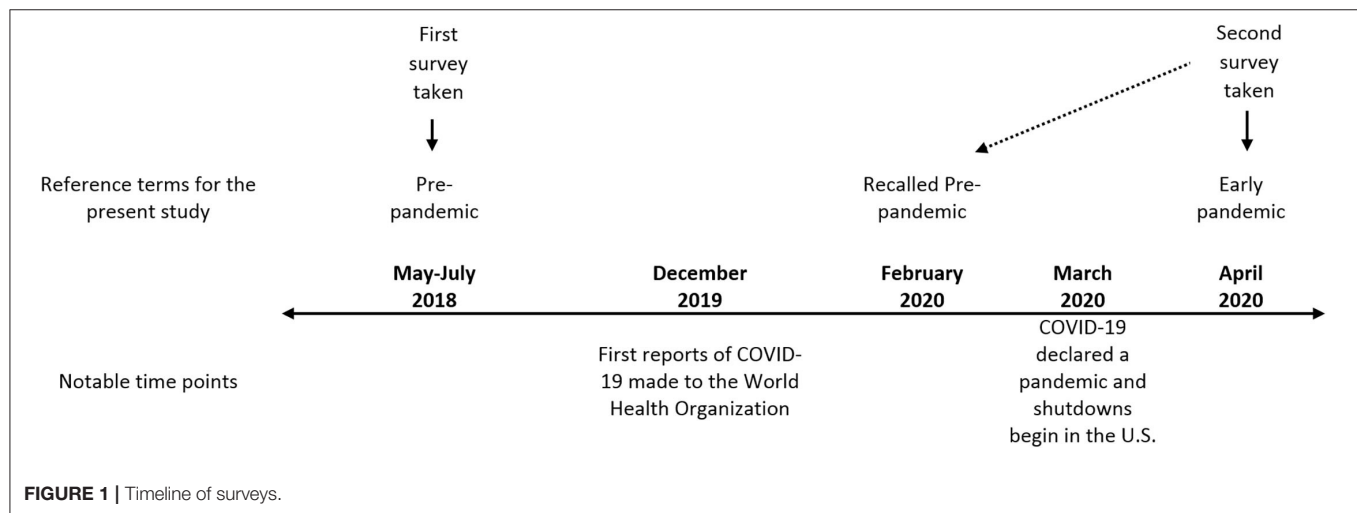 First
survey
taken
Second
survey
taken
Reference terms for the
present study
Pre-
pandemic
Recalled Pre-
pandemic
Early
pandemic
May-July
2018
December
2019
February
2020
March
2020
April
2020
Notable time points
First reports of COVID-
19 made to the World
Health Organization
COVID-19
declared a
pandemic and
shutdowns
begin in the U.S.
FIGURE 1 | Timeline of surveys.